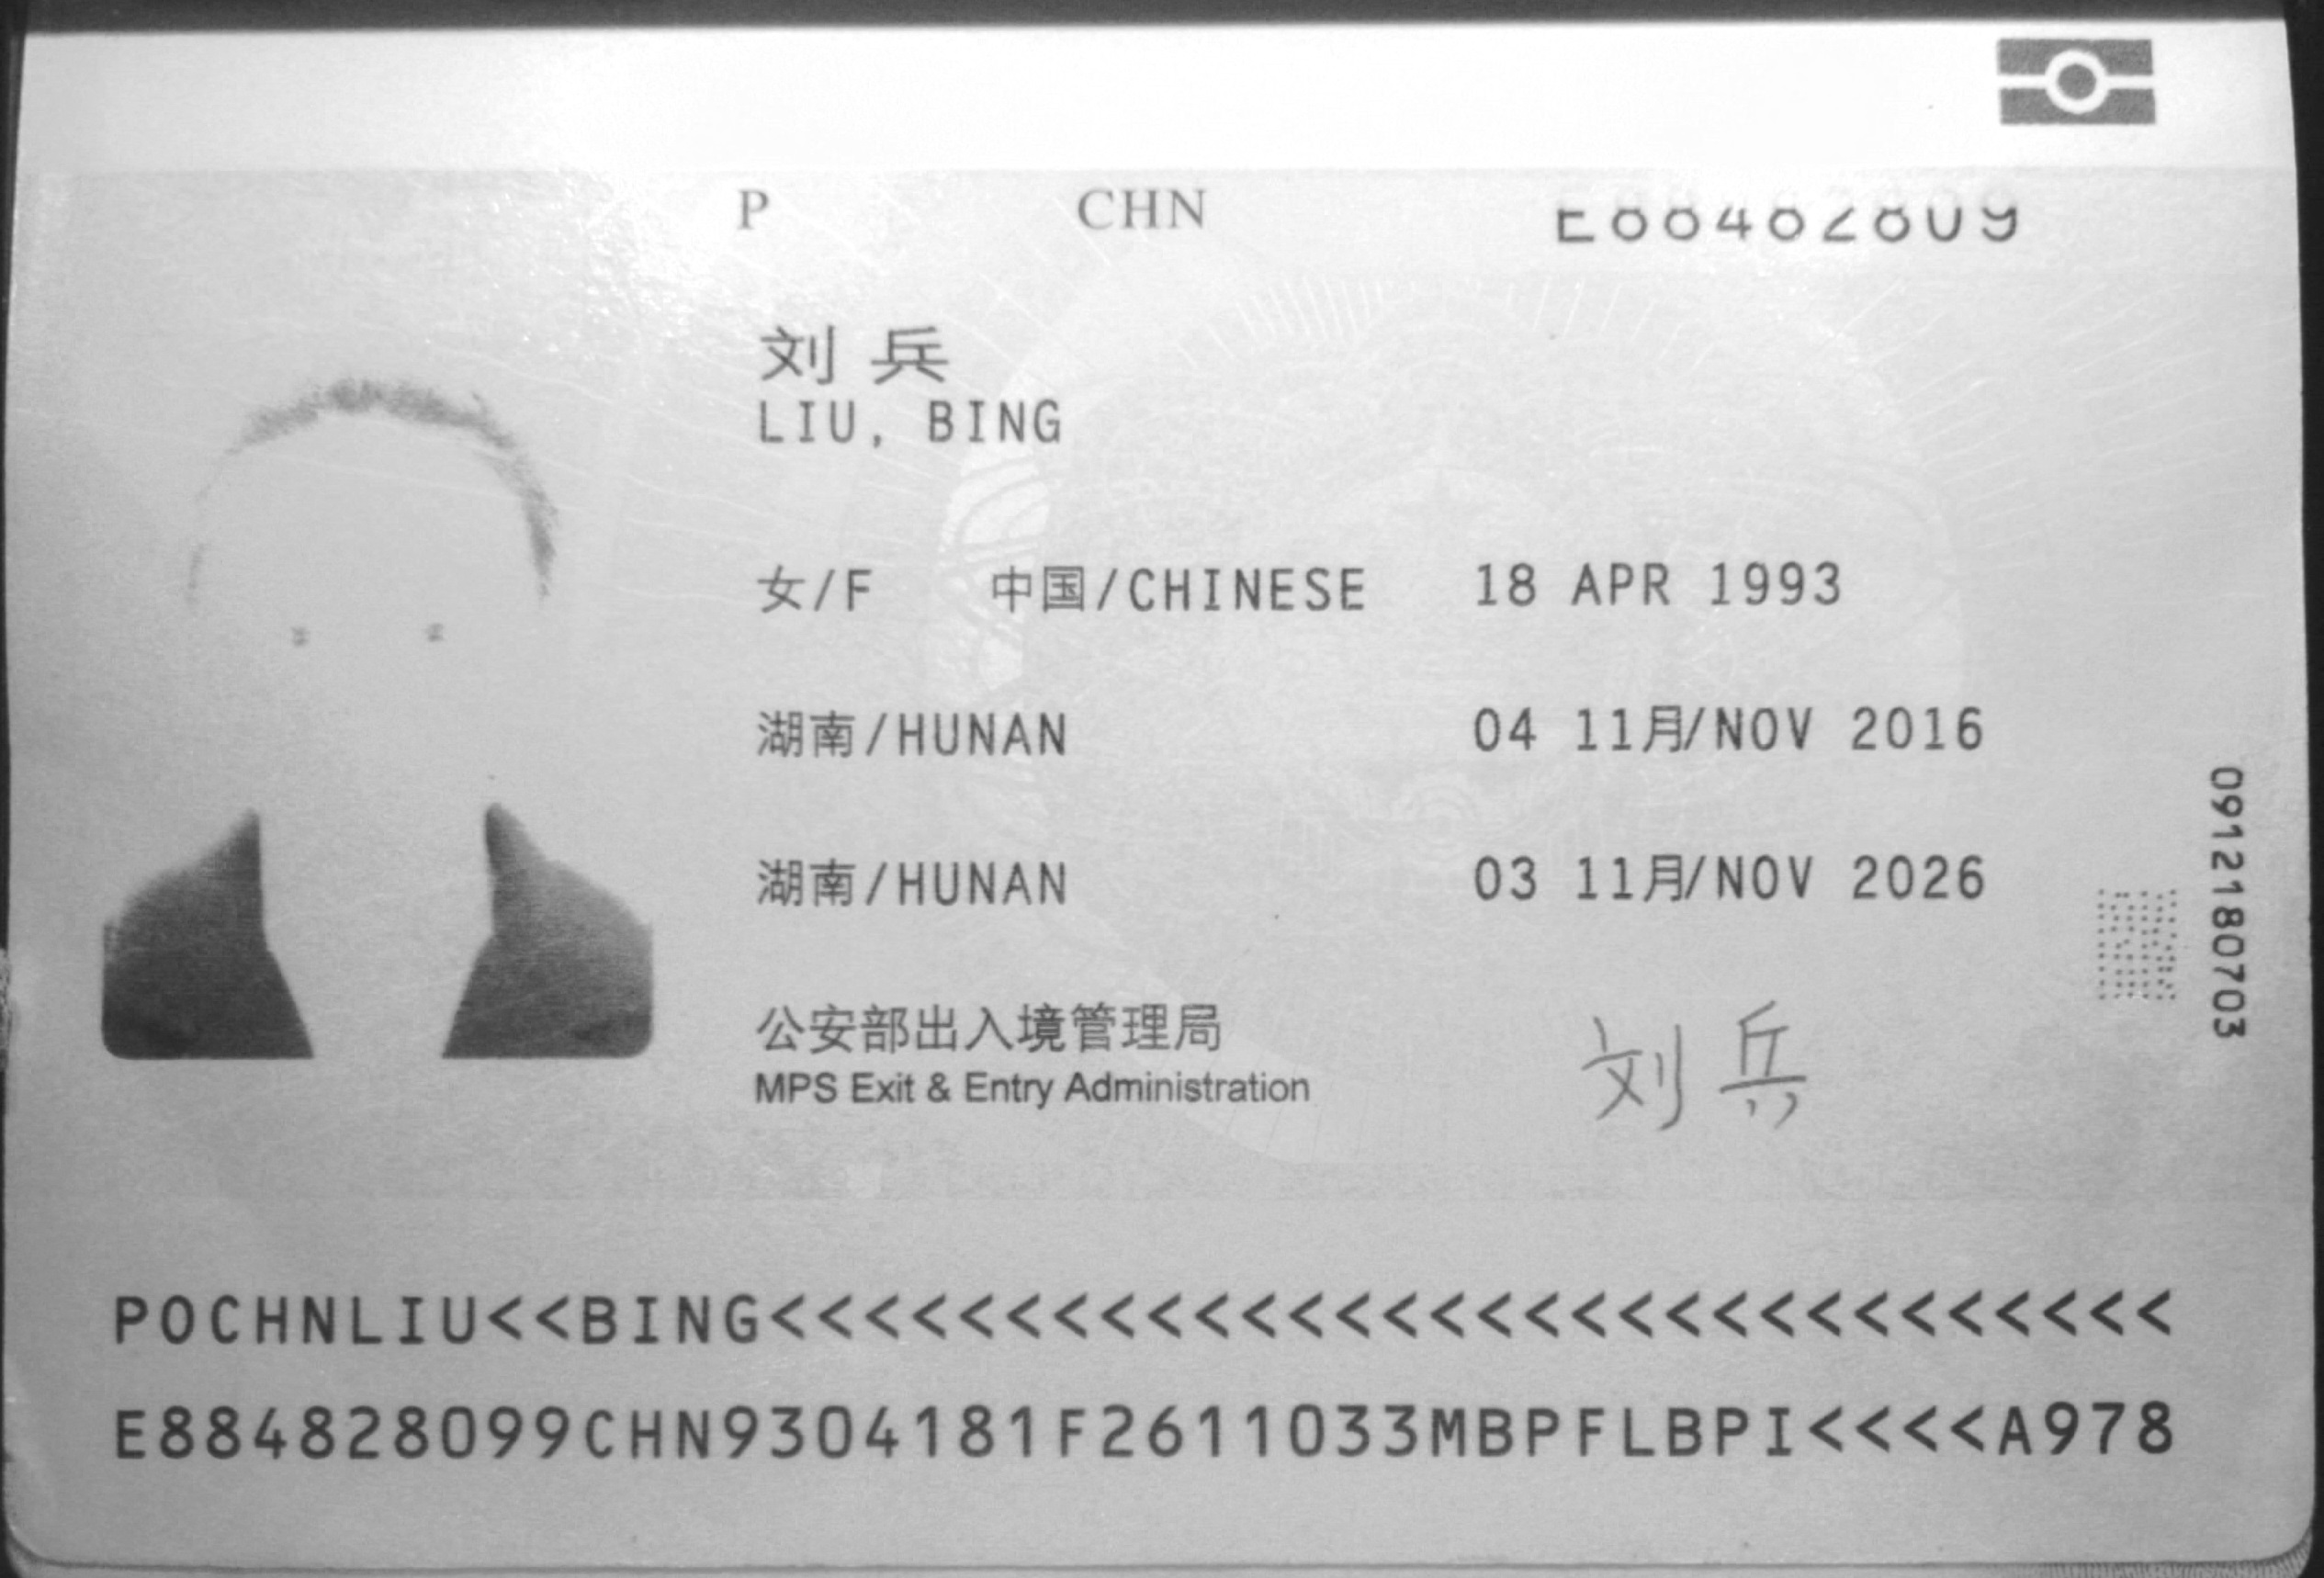 P CHN E88482809
刘兵
LIU, BING
女/F 中国/CHINESE 18 APR 1993
湖南/HUNAN 04 11月/NOV 2016
湖南/HUNAN 03 11月/NOV 2026
公安部出入境管理局
MPS Exit & Entry Administration
刘兵
0912180703
POCHNLIU<<BING<<<<<<<<<<<<<<<<<<<<<<<<<<<<<<
E884828099CHN9304181F2611033MBPFLBPI<<<<A978